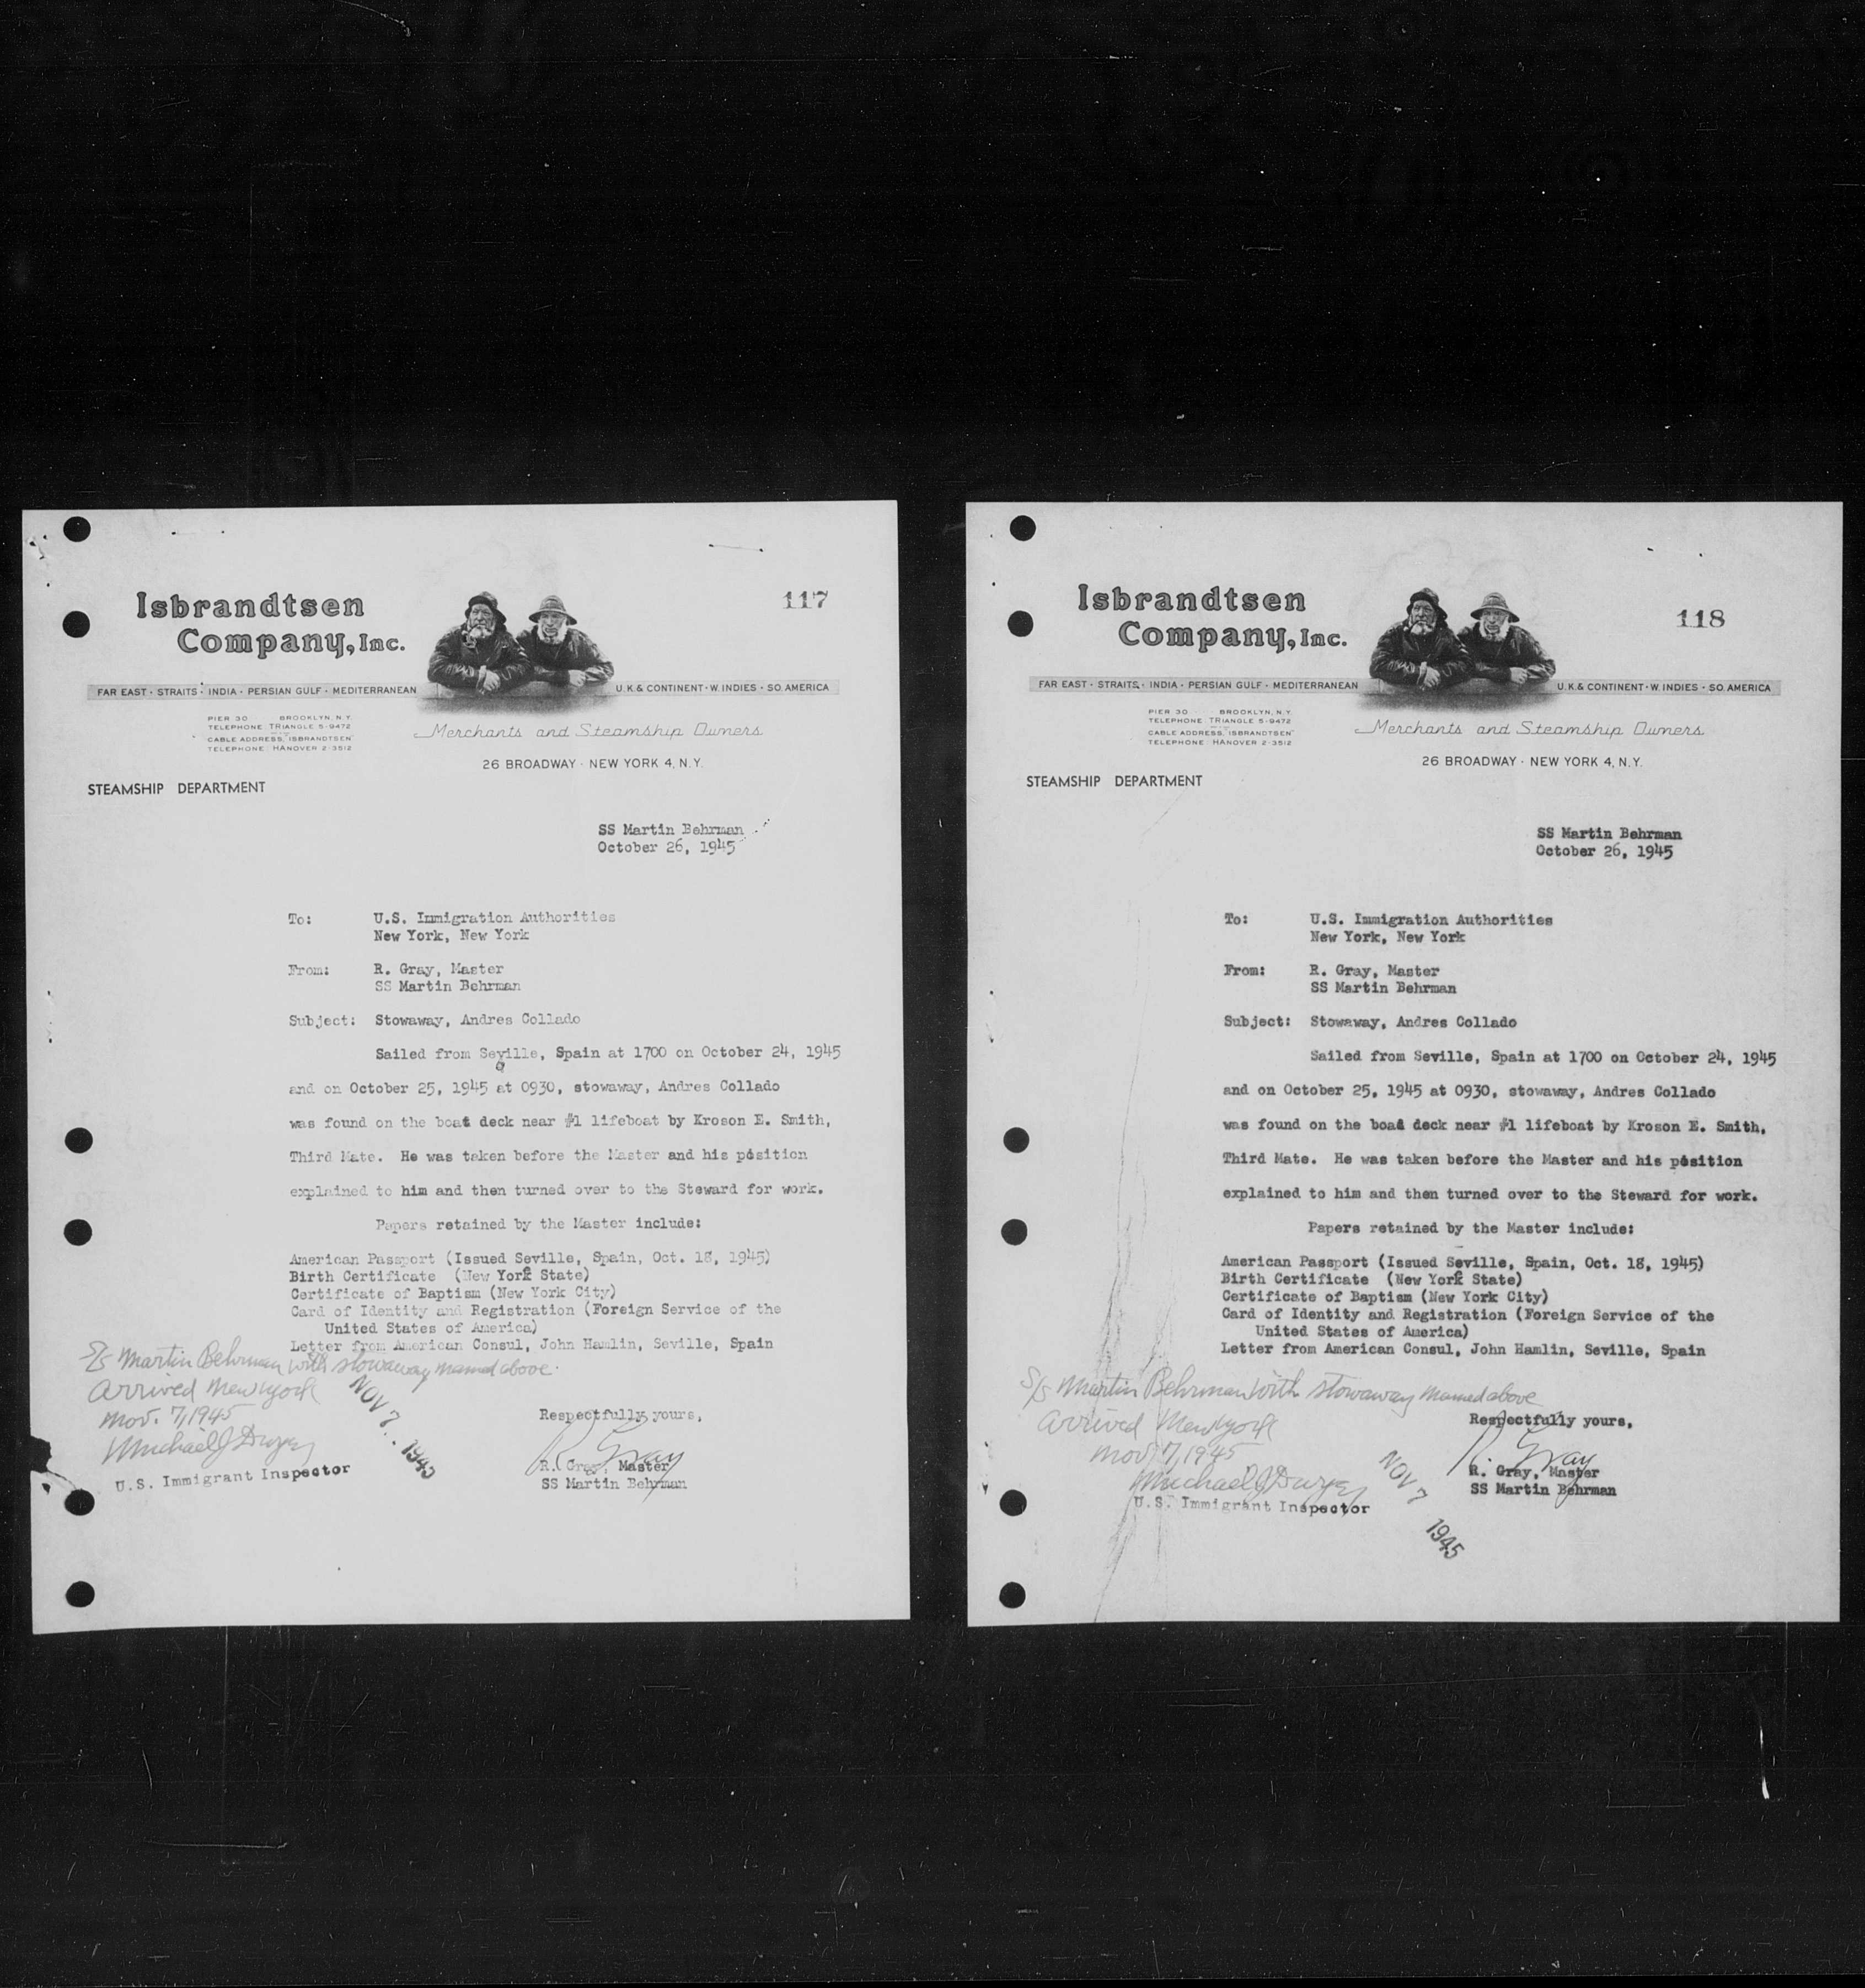 Isbrandtsen
Company, Inc.
117
FAR EAST · STRAITS · INDIA · PERSIAN GULF · MEDITERRANEAN
U.K. & CONTINENT · W. INDIES · SO. AMERICA
PIER 30 BROOKLYN, N.Y.
TELEPHONE TRIANGLE 5-9472
CABLE ADDRESS, "ISBRANDTSEN"
TELEPHONE: HANOVER 2-3512
Merchants and Steamship Owners
26 BROADWAY · NEW YORK 4, N.Y.
STEAMSHIP DEPARTMENT
SS Martin Behrman
October 26, 1945
To: U.S. Immigration Authorities
New York, New York
From: R. Gray, Master
SS Martin Behrman
Subject: Stowaway, Andres Collado
Sailed from Seville, Spain at 1700 on October 24, 1945
and on October 25, 1945 at 0930, stowaway, Andres Collado
was found on the boat deck near #1 lifeboat by Kroson E. Smith,
Third Mate. He was taken before the Master and his position
explained to him and then turned over to the Steward for work.
Papers retained by the Master include:
American Passport (Issued Seville, Spain, Oct. 18, 1945)
Birth Certificate (New York State)
Certificate of Baptism (New York City)
Card of Identity and Registration (Foreign Service of the
United States of America)
Letter from American Consul, John Hamlin, Seville, Spain
S/S Martin Behrman with stowaway named above.
Arrived New York
Nov. 7, 1945
NOV 7 1945
Michael J Dwyer
U.S. Immigrant Inspector
Respectfully yours,
R. Gray
R. Gray, Master
SS Martin Behrman
Isbrandtsen
Company, Inc.
118
FAR EAST · STRAITS · INDIA · PERSIAN GULF · MEDITERRANEAN
U.K. & CONTINENT · W. INDIES · SO. AMERICA
PIER 30 BROOKLYN, N.Y.
TELEPHONE TRIANGLE 5-9472
CABLE ADDRESS, "ISBRANDTSEN"
TELEPHONE: HANOVER 2-3512
Merchants and Steamship Owners
26 BROADWAY · NEW YORK 4, N.Y.
STEAMSHIP DEPARTMENT
SS Martin Behrman
October 26, 1945
To: U.S. Immigration Authorities
New York, New York
From: R. Gray, Master
SS Martin Behrman
Subject: Stowaway, Andres Collado
Sailed from Seville, Spain at 1700 on October 24, 1945
and on October 25, 1945 at 0930, stowaway, Andres Collado
was found on the boat deck near #1 lifeboat by Kroson E. Smith,
Third Mate. He was taken before the Master and his position
explained to him and then turned over to the Steward for work.
Papers retained by the Master include:
American Passport (Issued Seville, Spain, Oct. 18, 1945)
Birth Certificate (New York State)
Certificate of Baptism (New York City)
Card of Identity and Registration (Foreign Service of the
United States of America)
Letter from American Consul, John Hamlin, Seville, Spain
S/S Martin Behrman with stowaway named above
Arrived New York
Nov. 7, 1945
Michael J Dwyer
U.S. Immigrant Inspector
NOV 7 1945
Respectfully yours,
R. Gray
R. Gray, Master
SS Martin Behrman